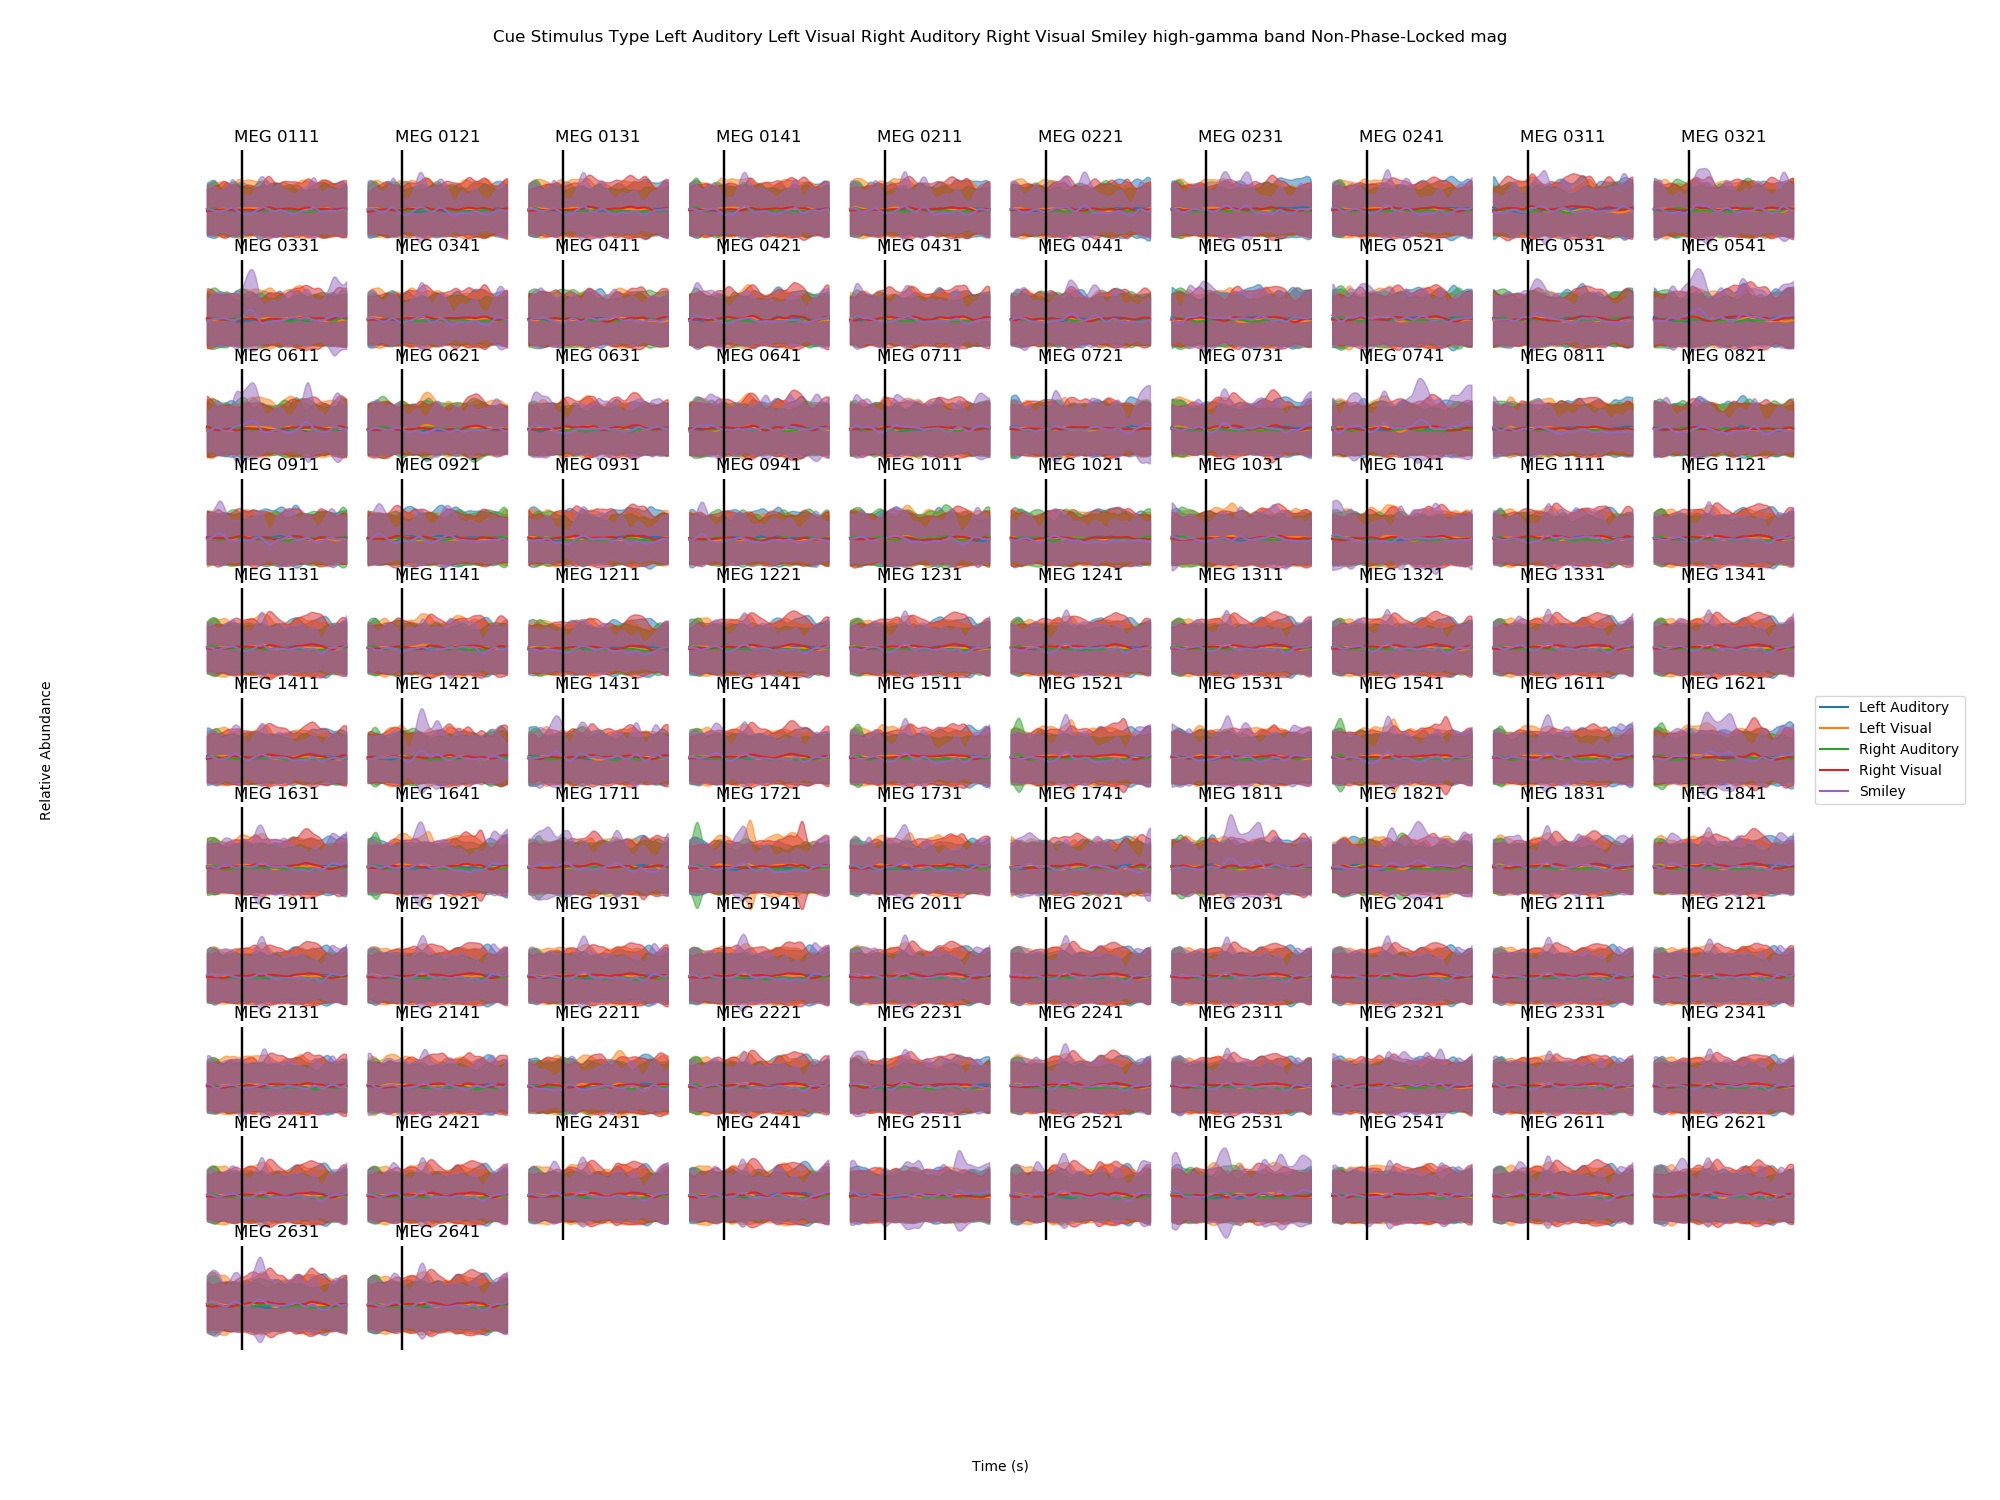 Cue Stimulus Type Left Auditory Left Visual Right Auditory Right Visual Smiley high-gamma band Non-Phase-Locked mag
MEG 0111 MEG 0121 MEG 0131 MEG 0141 MEG 0211 MEG 0221 MEG 0231 MEG 0241 MEG 0311 MEG 0321
MEG 0331 MEG 0341 MEG 0411 MEG 0421 MEG 0431 MEG 0441 MEG 0511 MEG 0521 MEG 0531 MEG 0541
MEG 0611 MEG 0621 MEG 0631 MEG 0641 MEG 0711 MEG 0721 MEG 0731 MEG 0741 MEG 0811 MEG 0821
MEG 0911 MEG 0921 MEG 0931 MEG 0941 MEG 1011 MEG 1021 MEG 1031 MEG 1041 MEG 1111 MEG 1121
MEG 1131 MEG 1141 MEG 1211 MEG 1221 MEG 1231 MEG 1241 MEG 1311 MEG 1321 MEG 1331 MEG 1341
MEG 1411 MEG 1421 MEG 1431 MEG 1441 MEG 1511 MEG 1521 MEG 1531 MEG 1541 MEG 1611 MEG 1621
MEG 1631 MEG 1641 MEG 1711 MEG 1721 MEG 1731 MEG 1741 MEG 1811 MEG 1821 MEG 1831 MEG 1841
MEG 1911 MEG 1921 MEG 1931 MEG 1941 MEG 2011 MEG 2021 MEG 2031 MEG 2041 MEG 2111 MEG 2121
MEG 2131 MEG 2141 MEG 2211 MEG 2221 MEG 2231 MEG 2241 MEG 2311 MEG 2321 MEG 2331 MEG 2341
MEG 2411 MEG 2421 MEG 2431 MEG 2441 MEG 2511 MEG 2521 MEG 2531 MEG 2541 MEG 2611 MEG 2621
MEG 2631 MEG 2641
Relative Abundance
Time (s)
Left Auditory
Left Visual
Right Auditory
Right Visual
Smiley